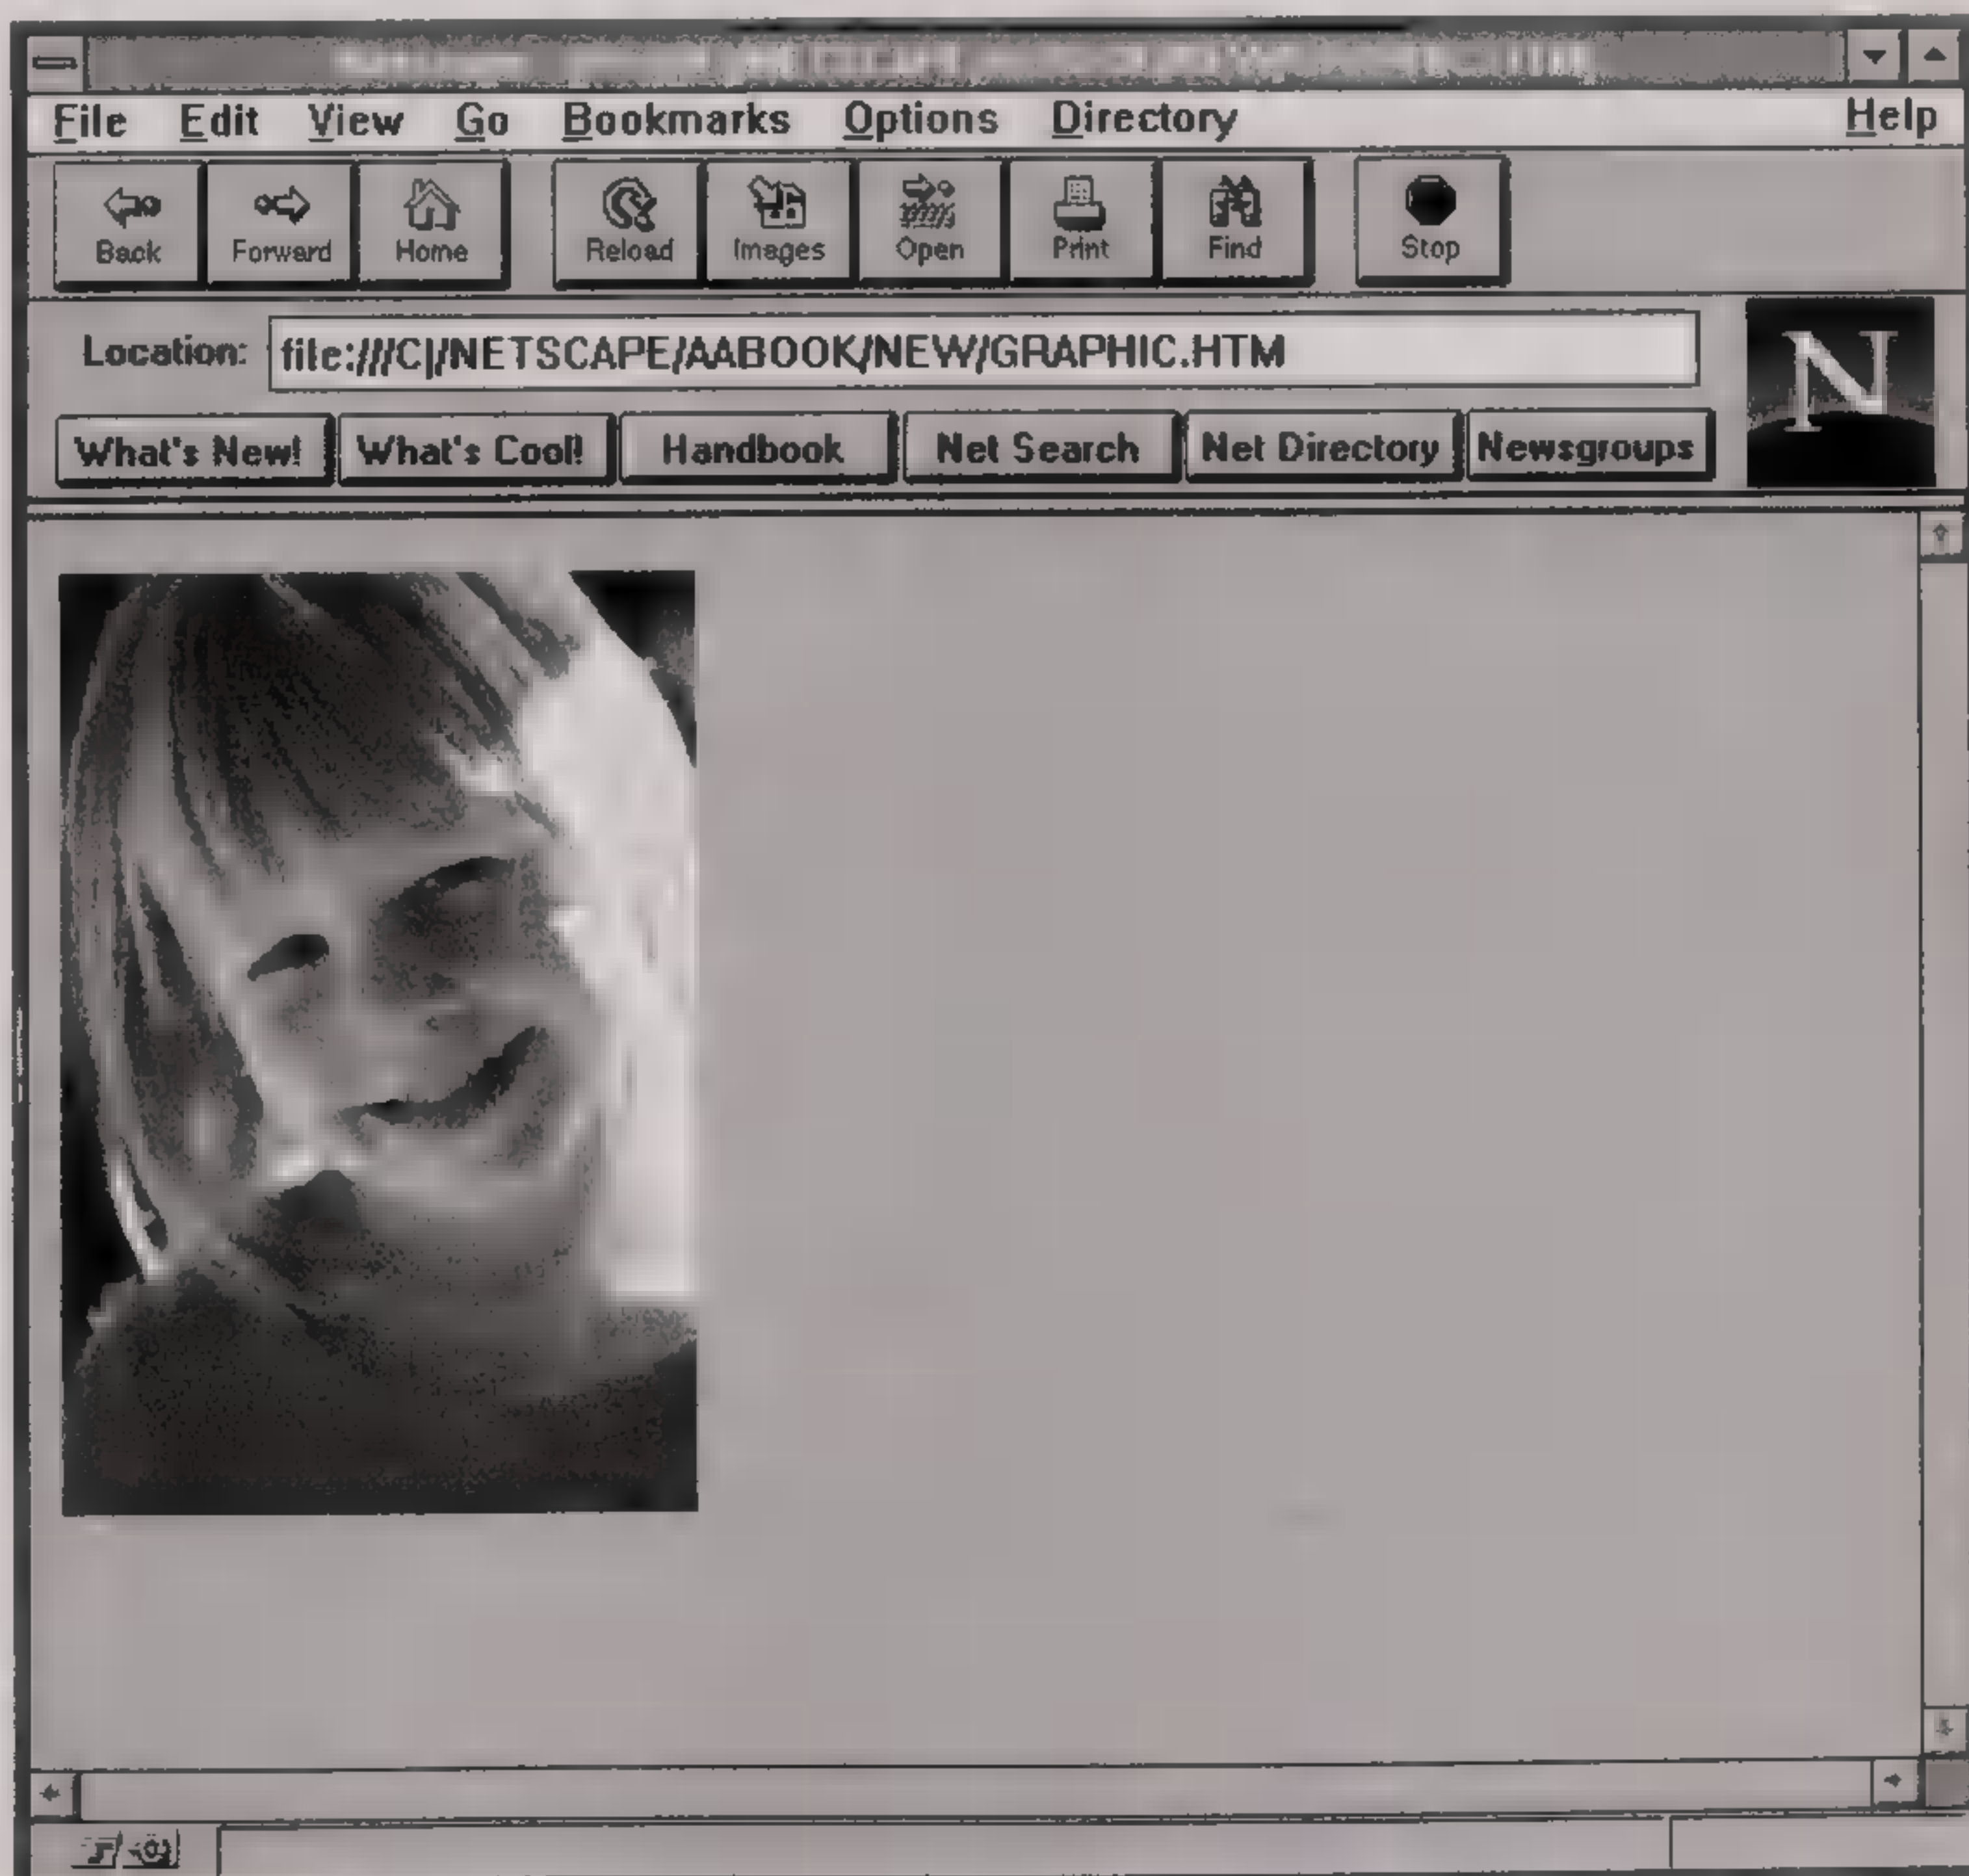 File Edit View Go Bookmarks Options Directory Help
Back Forward Home Reload Images Open Print Find Stop
Location: file:///C|/NETSCAPE/AABOOK/NEW/GRAPHIC.HTM
N
What's New! What's Cool! Handbook Net Search Net Directory Newsgroups